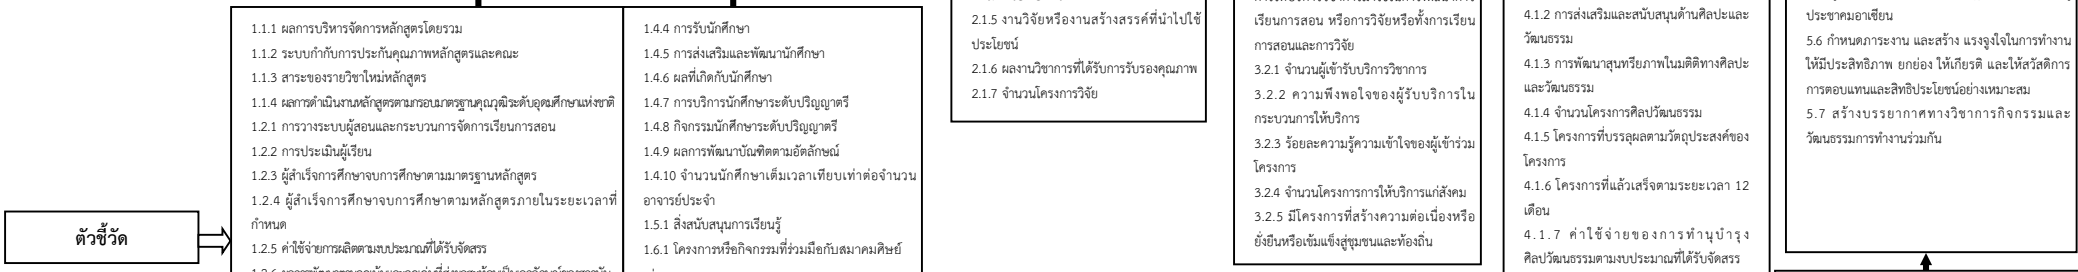 ตัวชี้วัด
1.1.1 ผลการบริหารจัดการหลักสูตรโดยรวม
1.1.2 ระบบกำกับการประกันคุณภาพหลักสูตรและคณะ
1.1.3 สาระของรายวิชาใหม่หลักสูตร
1.1.4 ผลการดำเนินงานหลักสูตรตามกรอบมาตรฐานคุณวุฒิระดับอุดมศึกษาแห่งชาติ
1.2.1 การวางระบบผู้สอนและกระบวนการจัดการเรียนการสอน
1.2.2 การประเมินผู้เรียน
1.2.3 ผู้สำเร็จการศึกษาจบการศึกษาตามมาตรฐานหลักสูตร
1.2.4 ผู้สำเร็จการศึกษาจบการศึกษาตามหลักสูตรภายในระยะเวลาที่
กำหนด
1.2.5 ค่าใช้จ่ายการผลิตตามงบประมาณที่ได้รับจัดสรร
1.4.4 การรับนักศึกษา
1.4.5 การส่งเสริมและพัฒนานักศึกษา
1.4.6 ผลที่เกิดกับนักศึกษา
1.4.7 การบริการนักศึกษาระดับปริญญาตรี
1.4.8 กิจกรรมนักศึกษาระดับปริญญาตรี
1.4.9 ผลการพัฒนาบัณฑิตตามอัตลักษณ์
1.4.10 จำนวนนักศึกษาเต็มเวลาเทียบเท่าต่อจำนวน
อาจารย์ประจำ
1.5.1 สิ่งสนับสนุนการเรียนรู้
1.6.1 โครงการหรือกิจกรรมที่ร่วมมือกับสมาคมศิษย์
2.1.5 งานวิจัยหรืองานสร้างสรรค์ที่นำไปใช้
ประโยชน์
2.1.6 ผลงานวิชาการที่ได้รับการรับรองคุณภาพ
2.1.7 จำนวนโครงการวิจัย
เรียนการสอน หรือการวิจัยหรือทั้งการเรียน
การสอนและการวิจัย
3.2.1 จำนวนผู้เข้ารับบริการวิชาการ
3.2.2 ความพึงพอใจของผู้รับบริการใน
กระบวนการให้บริการ
3.2.3 ร้อยละความรู้ความเข้าใจของผู้เข้าร่วม
โครงการ
3.2.4 จำนวนโครงการการให้บริการแก่สังคม
3.2.5 มีโครงการที่สร้างความต่อเนื่องหรือ
ยั่งยืนหรือเข้มแข็งสู่ชุมชนและท้องถิ่น
4.1.2 การส่งเสริมและสนับสนุนด้านศิลปะและ
วัฒนธรรม
4.1.3 การพัฒนาสุนทรียภาพในมติทางศิลปะ
และวัฒนธรรม
4.1.4 จำนวนโครงการศิลปวัฒนธรรม
4.1.5 โครงการที่บรรลุผลตามวัตถุประสงค์ของ
โครงการ
4.1.6 โครงการที่แล้วเสร็จตามระยะเวลา 12
เดือน
4.1.7 ค่าใช้จ่ายของการทำนุบำรุง
ศิลปวัฒนธรรมตามงบประมาณที่ได้รับจัดสรร
ประชาคมอาเซียน
5.6 กำหนดภาระงาน และสร้าง แรงจูงใจในการทำงาน
ให้มีประสิทธิภาพ ยกย่อง ให้เกียรติ และให้สวัสดิการ
การตอบแทนและสิทธิประโยชน์อย่างเหมาะสม
5.7 สร้างบรรยากาศทางวิชาการกิจกรรมและ
วัฒนธรรมการทำงานร่วมกัน